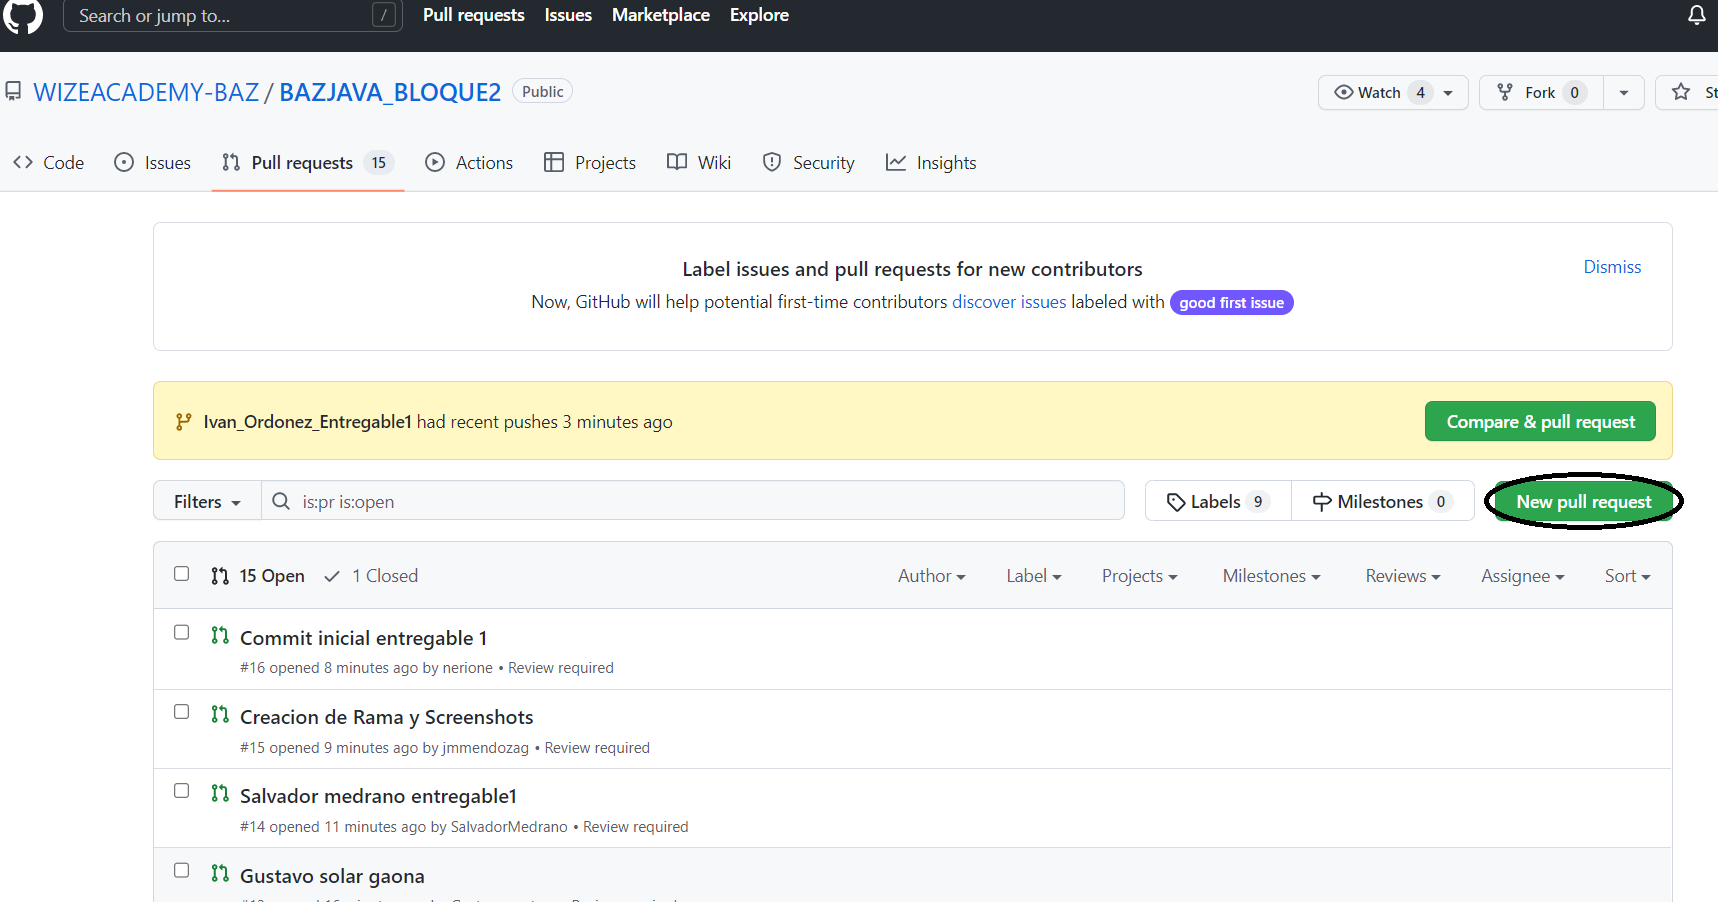 Search or jump to... / Pull requests Issues Marketplace Explore
WIZEACADEMY-BAZ / BAZJAVA_BLOQUE2 Public Watch 4 Fork 0
Code Issues Pull requests 15 Actions Projects Wiki Security Insights
Label issues and pull requests for new contributors Dismiss
Now, GitHub will help potential first-time contributors discover issues labeled with good first issue
Ivan_Ordonez_Entregable1 had recent pushes 3 minutes ago Compare & pull request
Filters is:pr is:open Labels 9 Milestones 0 New pull request
15 Open 1 Closed Author Label Projects Milestones Reviews Assignee Sort
Commit inicial entregable 1
#16 opened 8 minutes ago by nerione • Review required
Creacion de Rama y Screenshots
#15 opened 9 minutes ago by jmmendozag • Review required
Salvador medrano entregable1
#14 opened 11 minutes ago by SalvadorMedrano • Review required
Gustavo solar gaona